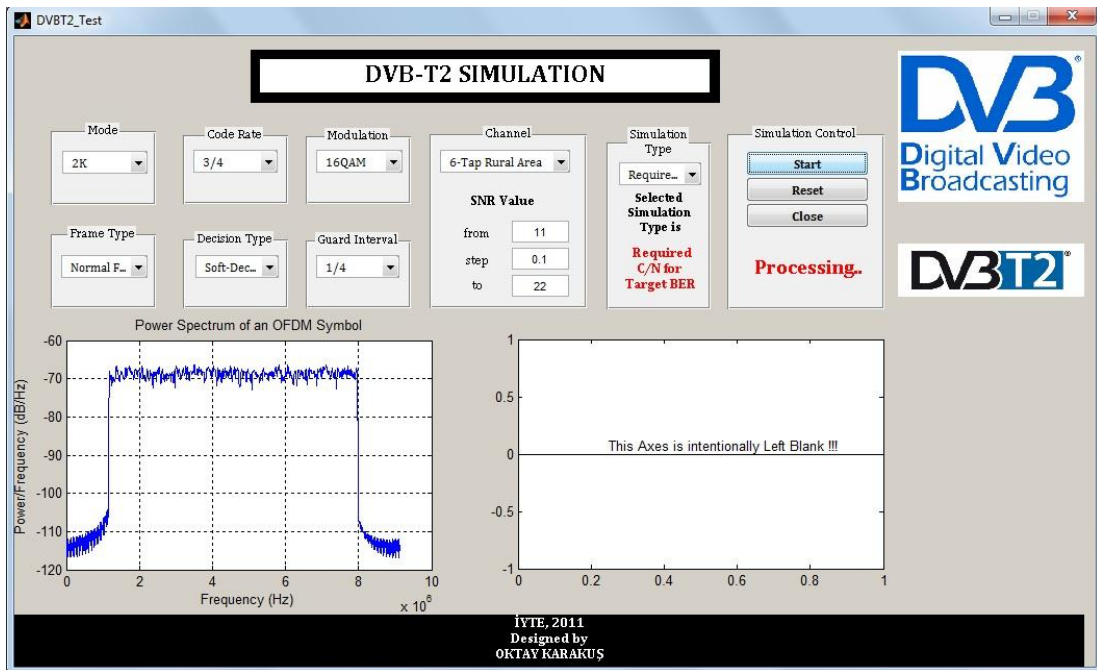 DVBT2_Test
DVB-T2 SIMULATION
DVB®
Digital Video
Broadcasting
Mode
2K
Code Rate
3/4
Modulation
16QAM
Channel
6-Tap Rural Area
SNR Value
from 11
step 0.1
to 22
Simulation
Type
Require...
Selected
Simulation
Type is
Required
C/N for
Target BER
Simulation Control
Start
Reset
Close
Processing..
Frame Type
Normal F...
Decision Type
Soft-Dec...
Guard Interval
1/4
DVB T2®
Power Spectrum of an OFDM Symbol
Power/Frequency (dB/Hz)
-60
-70
-80
-90
-100
-110
-120
0 2 4 6 8 10
Frequency (Hz)
x 10⁶
1
0.5
0
-0.5
-1
This Axes is intentionally Left Blank !!!
0 0.2 0.4 0.6 0.8 1
İYTE, 2011
Designed by
OKTAY KARAKUŞ